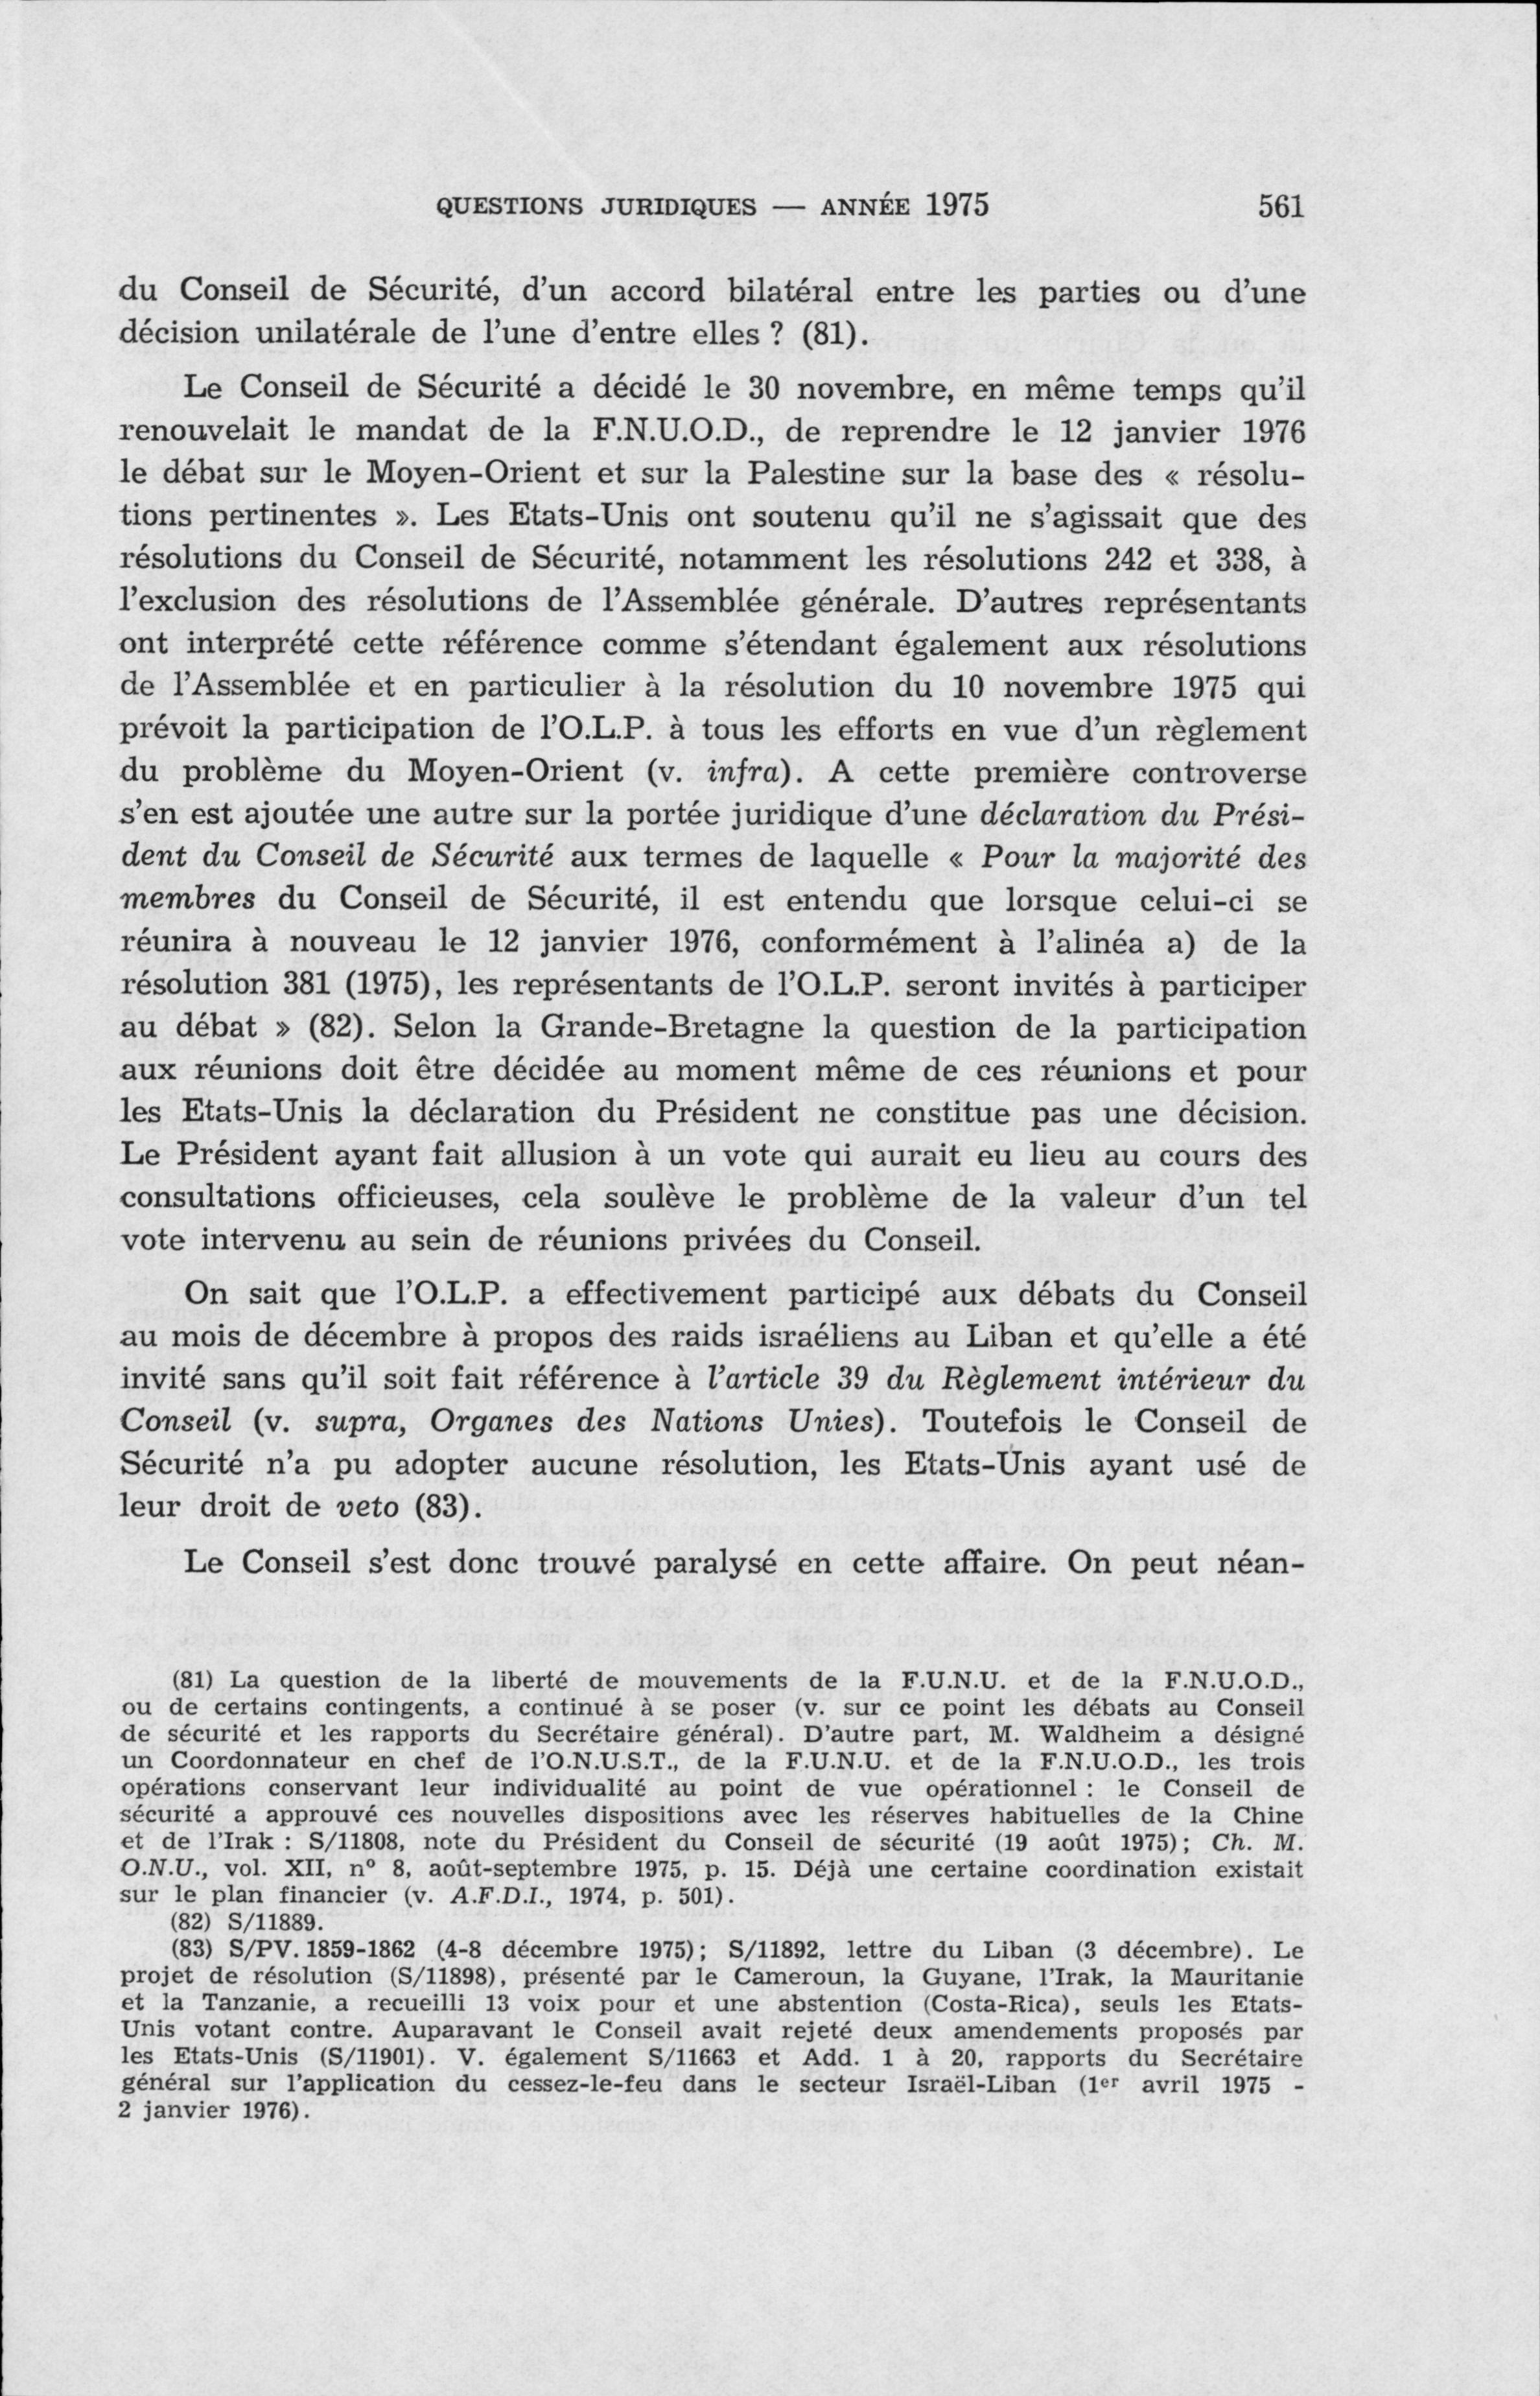 QUESTIONS JURIDIQUES — ANNÉE 1975 561
du Conseil de Sécurité, d'un accord bilatéral entre les parties ou d'une
décision unilatérale de l'une d'entre elles ? (81).
Le Conseil de Sécurité a décidé le 30 novembre, en même temps qu'il
renouvelait le mandat de la F.N.U.O.D., de reprendre le 12 janvier 1976
le débat sur le Moyen-Orient et sur la Palestine sur la base des « résolu-
tions pertinentes ». Les Etats-Unis ont soutenu qu'il ne s'agissait que des
résolutions du Conseil de Sécurité, notamment les résolutions 242 et 338, à
l'exclusion des résolutions de l'Assemblée générale. D'autres représentants
ont interprété cette référence comme s'étendant également aux résolutions
de l'Assemblée et en particulier à la résolution du 10 novembre 1975 qui
prévoit la participation de l'O.L.P. à tous les efforts en vue d'un règlement
du problème du Moyen-Orient (v. infra). A cette première controverse
s'en est ajoutée une autre sur la portée juridique d'une déclaration du Prési-
dent du Conseil de Sécurité aux termes de laquelle « Pour la majorité des
membres du Conseil de Sécurité, il est entendu que lorsque celui-ci se
réunira à nouveau le 12 janvier 1976, conformément à l'alinéa a) de la
résolution 381 (1975), les représentants de l'O.L.P. seront invités à participer
au débat » (82). Selon la Grande-Bretagne la question de la participation
aux réunions doit être décidée au moment même de ces réunions et pour
les Etats-Unis la déclaration du Président ne constitue pas une décision.
Le Président ayant fait allusion à un vote qui aurait eu lieu au cours des
consultations officieuses, cela soulève le problème de la valeur d'un tel
vote intervenu au sein de réunions privées du Conseil.
On sait que l'O.L.P. a effectivement participé aux débats du Conseil
au mois de décembre à propos des raids israéliens au Liban et qu'elle a été
invité sans qu'il soit fait référence à l'article 39 du Règlement intérieur du
Conseil (v. supra, Organes des Nations Unies). Toutefois le Conseil de
Sécurité n'a pu adopter aucune résolution, les Etats-Unis ayant usé de
leur droit de veto (83).
Le Conseil s'est donc trouvé paralysé en cette affaire. On peut néan-
(81) La question de la liberté de mouvements de la F.U.N.U. et de la F.N.U.O.D.,
ou de certains contingents, a continué à se poser (v. sur ce point les débats au Conseil
de sécurité et les rapports du Secrétaire général). D'autre part, M. Waldheim a désigné
un Coordonnateur en chef de l'O.N.U.S.T., de la F.U.N.U. et de la F.N.U.O.D., les trois
opérations conservant leur individualité au point de vue opérationnel : le Conseil de
sécurité a approuvé ces nouvelles dispositions avec les réserves habituelles de la Chine
et de l'Irak : S/11808, note du Président du Conseil de sécurité (19 août 1975); Ch. M.
O.N.U., vol. XII, n° 8, août-septembre 1975, p. 15. Déjà une certaine coordination existait
sur le plan financier (v. A.F.D.I., 1974, p. 501).
(82) S/11889.
(83) S/PV. 1859-1862 (4-8 décembre 1975); S/11892, lettre du Liban (3 décembre). Le
projet de résolution (S/11898), présenté par le Cameroun, la Guyane, l'Irak, la Mauritanie
et la Tanzanie, a recueilli 13 voix pour et une abstention (Costa-Rica), seuls les Etats-
Unis votant contre. Auparavant le Conseil avait rejeté deux amendements proposés par
les Etats-Unis (S/11901). V. également S/11663 et Add. 1 à 20, rapports du Secrétaire
général sur l'application du cessez-le-feu dans le secteur Israël-Liban (1er avril 1975 -
2 janvier 1976).